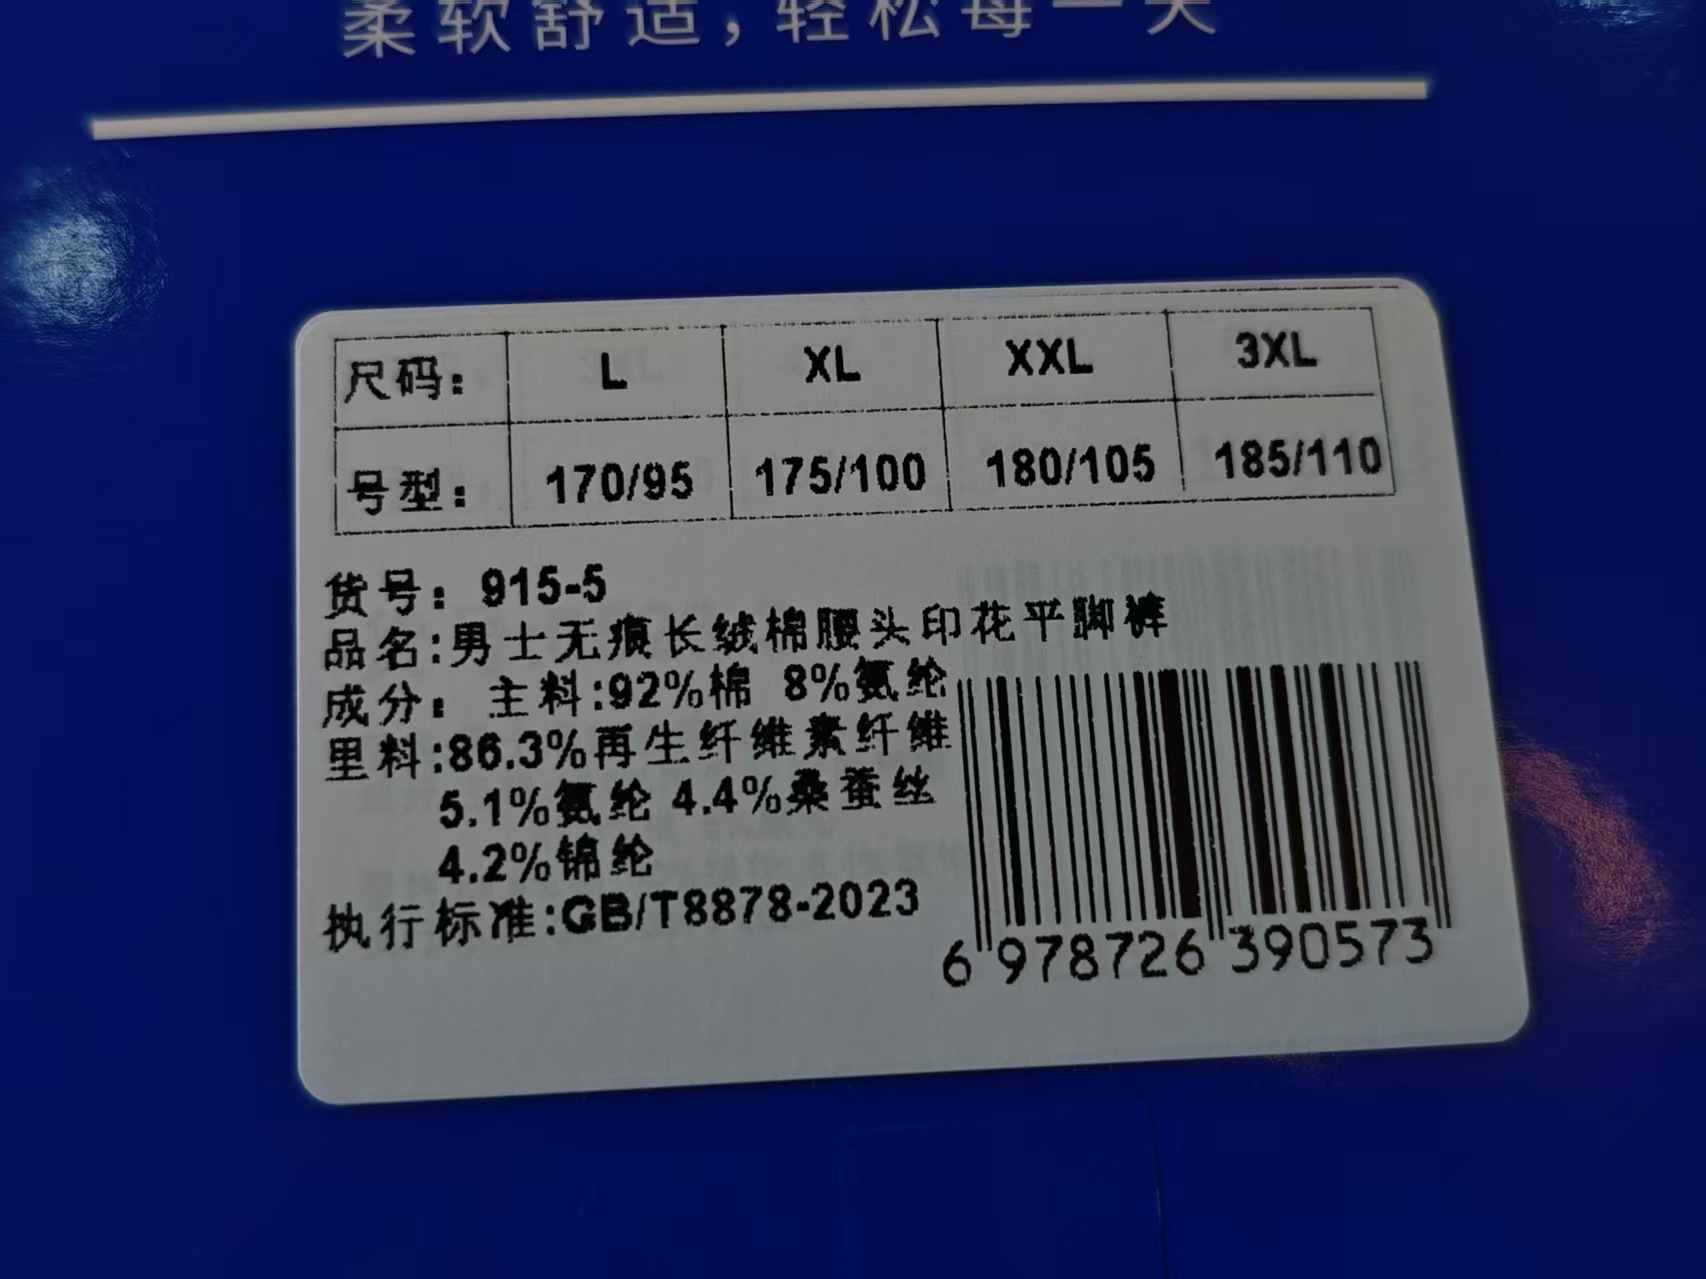 柔软舒适，轻松每一天
尺码： L XL XXL 3XL
号型： 170/95 175/100 180/105 185/110
货号：915-5
品名:男士无痕长绒棉腰头印花平脚裤
成分：主料:92%棉 8%氨纶
里料:86.3%再生纤维素纤维
5.1%氨纶 4.4%桑蚕丝
4.2%锦纶
执行标准:GB/T8878-2023
6 978726 390573